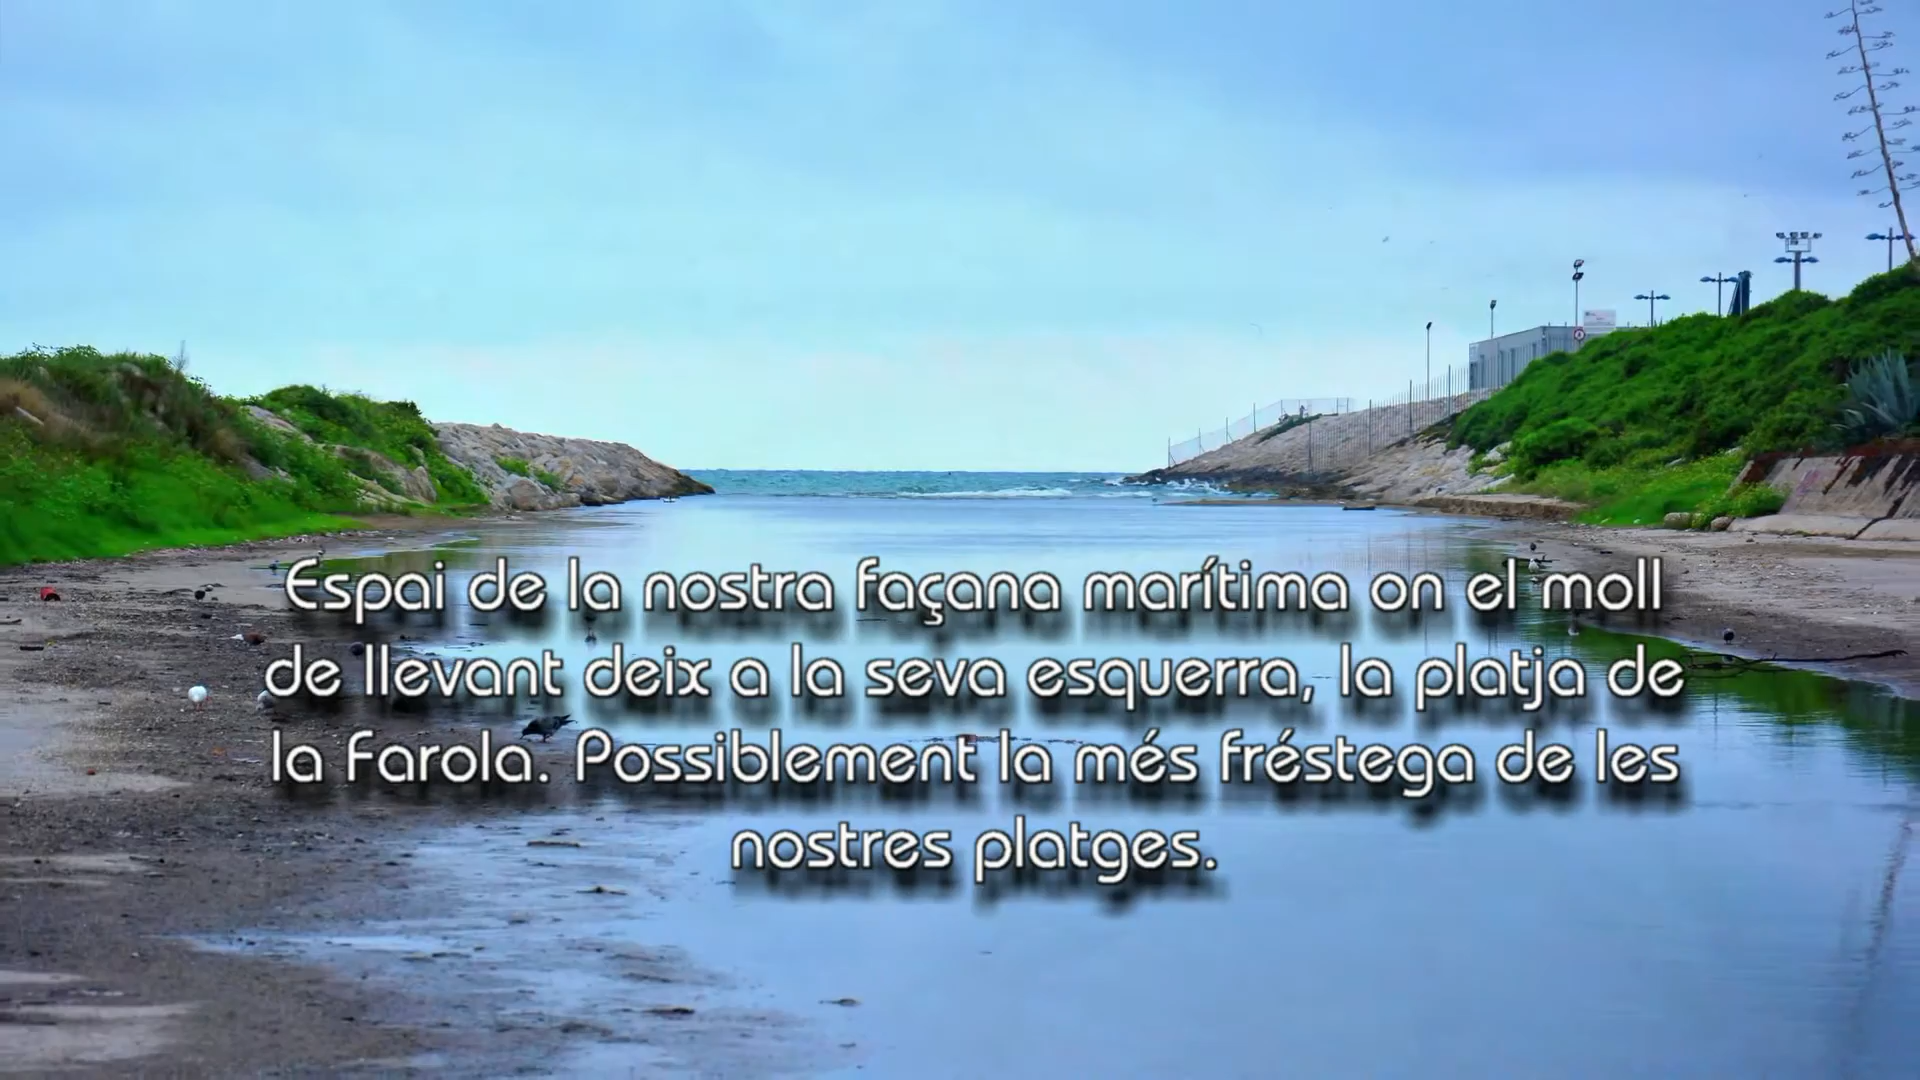 Espai de la nostra façana marítima on el moll
de llevant deix a la seva esquerra, la platja de
la Farola. Possiblement la més fréstega de les
nostres platges.